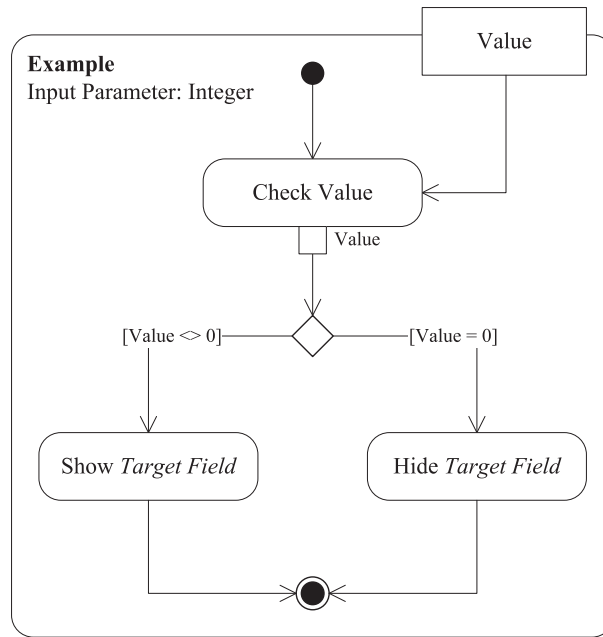 Value
Example
Input Parameter: Integer
Check Value
Value
[Value <> 0]
[Value = 0]
Show Target Field
Hide Target Field